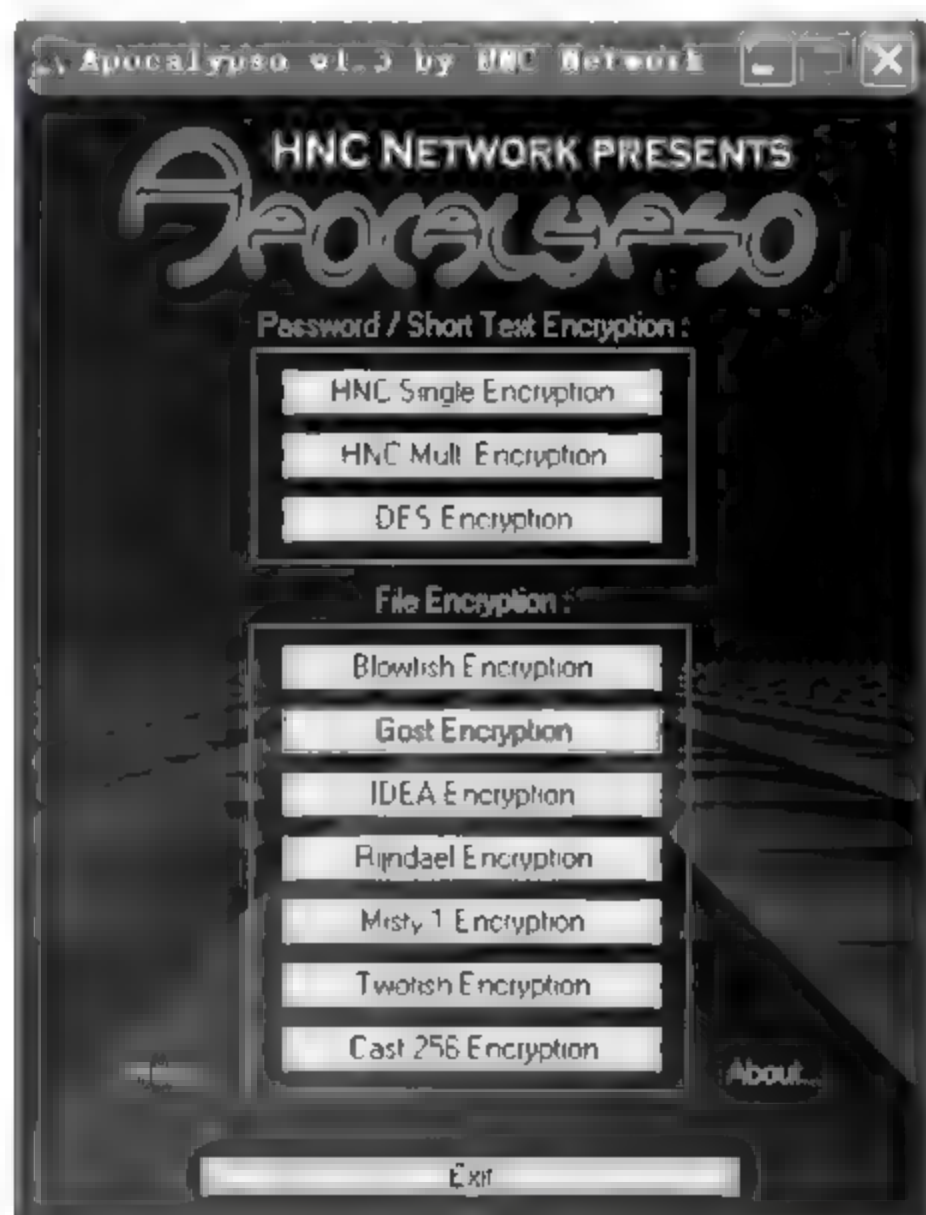 Apocalypso v1.3 by HNC Network
HNC NETWORK PRESENTS
APOCALYPSO
Password / Short Text Encryption :
HNC Single Encryption
HNC Multi Encryption
DES Encryption
File Encryption :
Blowfish Encryption
Gost Encryption
IDEA Encryption
Rijndael Encryption
Misty 1 Encryption
Twofish Encryption
Cast 256 Encryption
About...
Exit